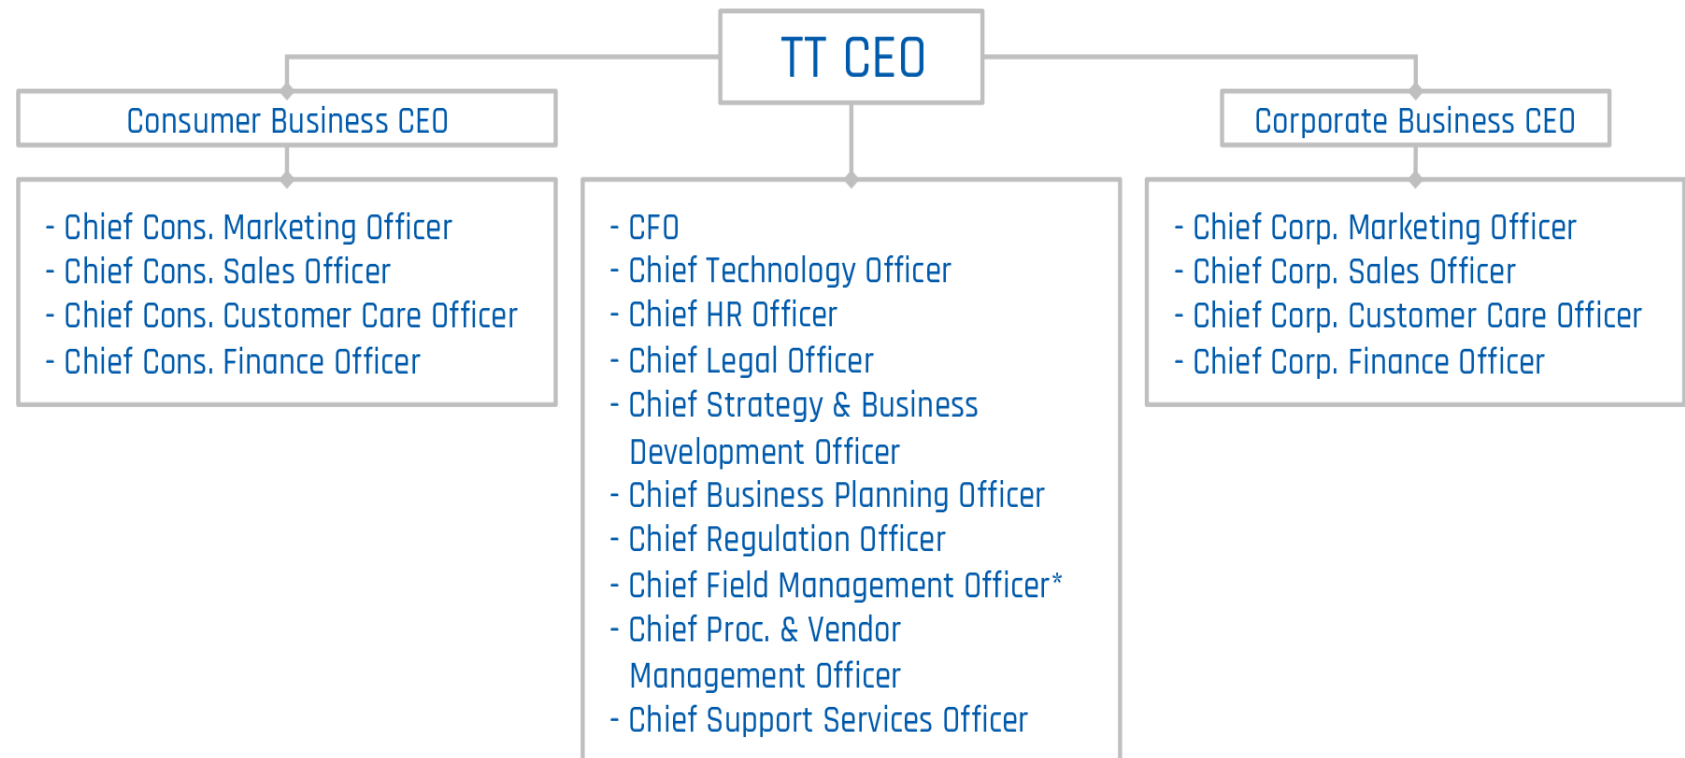 TT CEO
Consumer Business CEO
- Chief Cons. Marketing Officer
- Chief Cons. Sales Officer
- Chief Cons. Customer Care Officer
- Chief Cons. Finance Officer
- CFO
- Chief Technology Officer
- Chief HR Officer
- Chief Legal Officer
- Chief Strategy & Business
Development Officer
- Chief Business Planning Officer
- Chief Regulation Officer
- Chief Field Management Officer*
- Chief Proc. & Vendor
Management Officer
- Chief Support Services Officer
Corporate Business CEO
- Chief Corp. Marketing Officer
- Chief Corp. Sales Officer
- Chief Corp. Customer Care Officer
- Chief Corp. Finance Officer